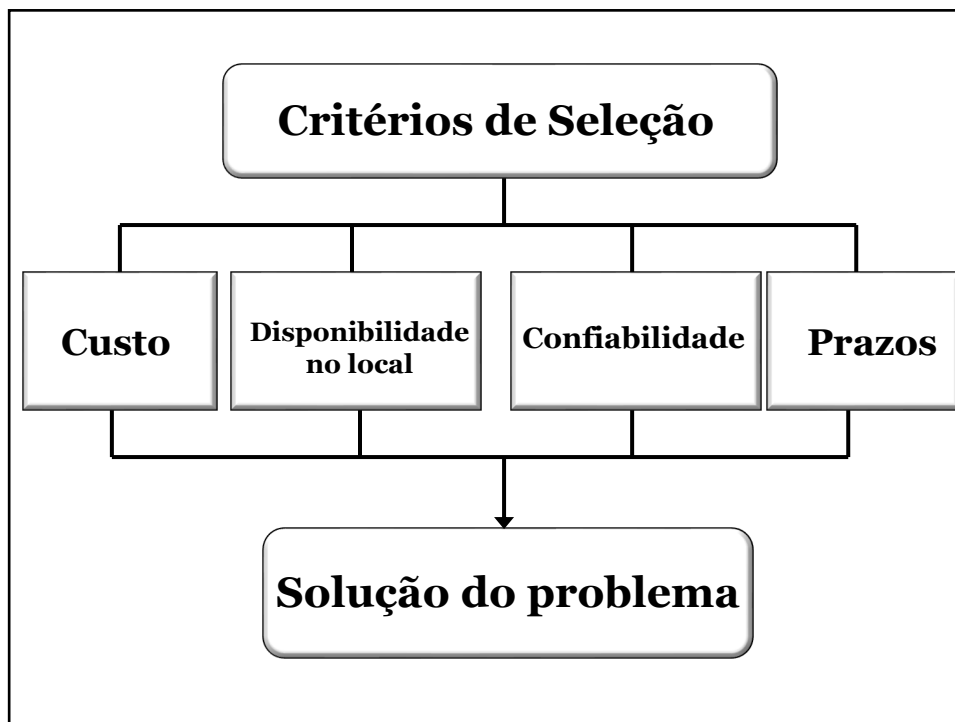 Critérios de Seleção
Custo
Disponibilidade
no local
Confiabilidade
Prazos
Solução do problema